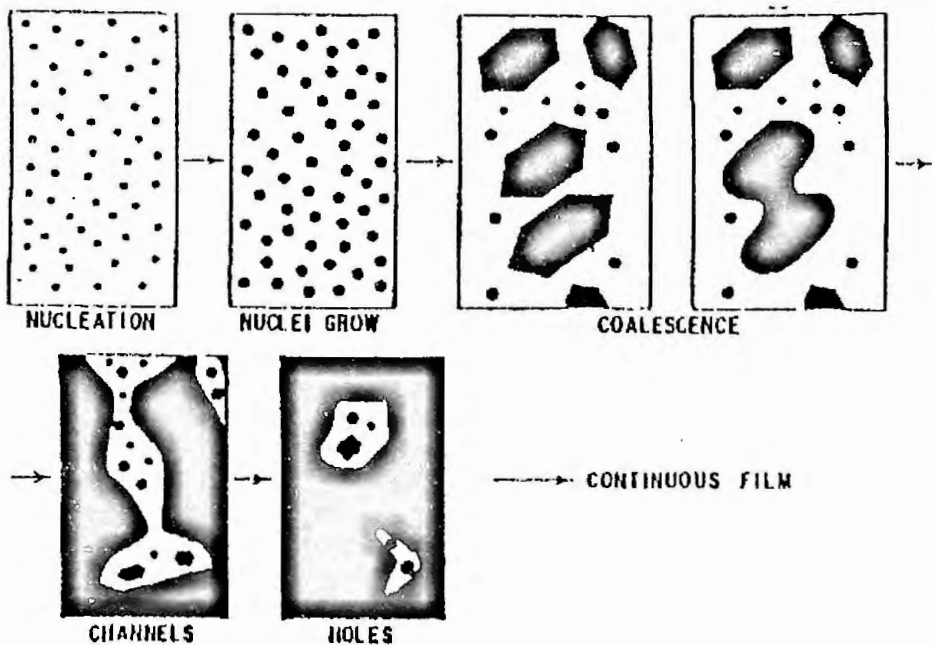 NUCLEATION
NUCLEI GROW
COALESCENCE
CHANNELS
HOLES
CONTINUOUS FILM